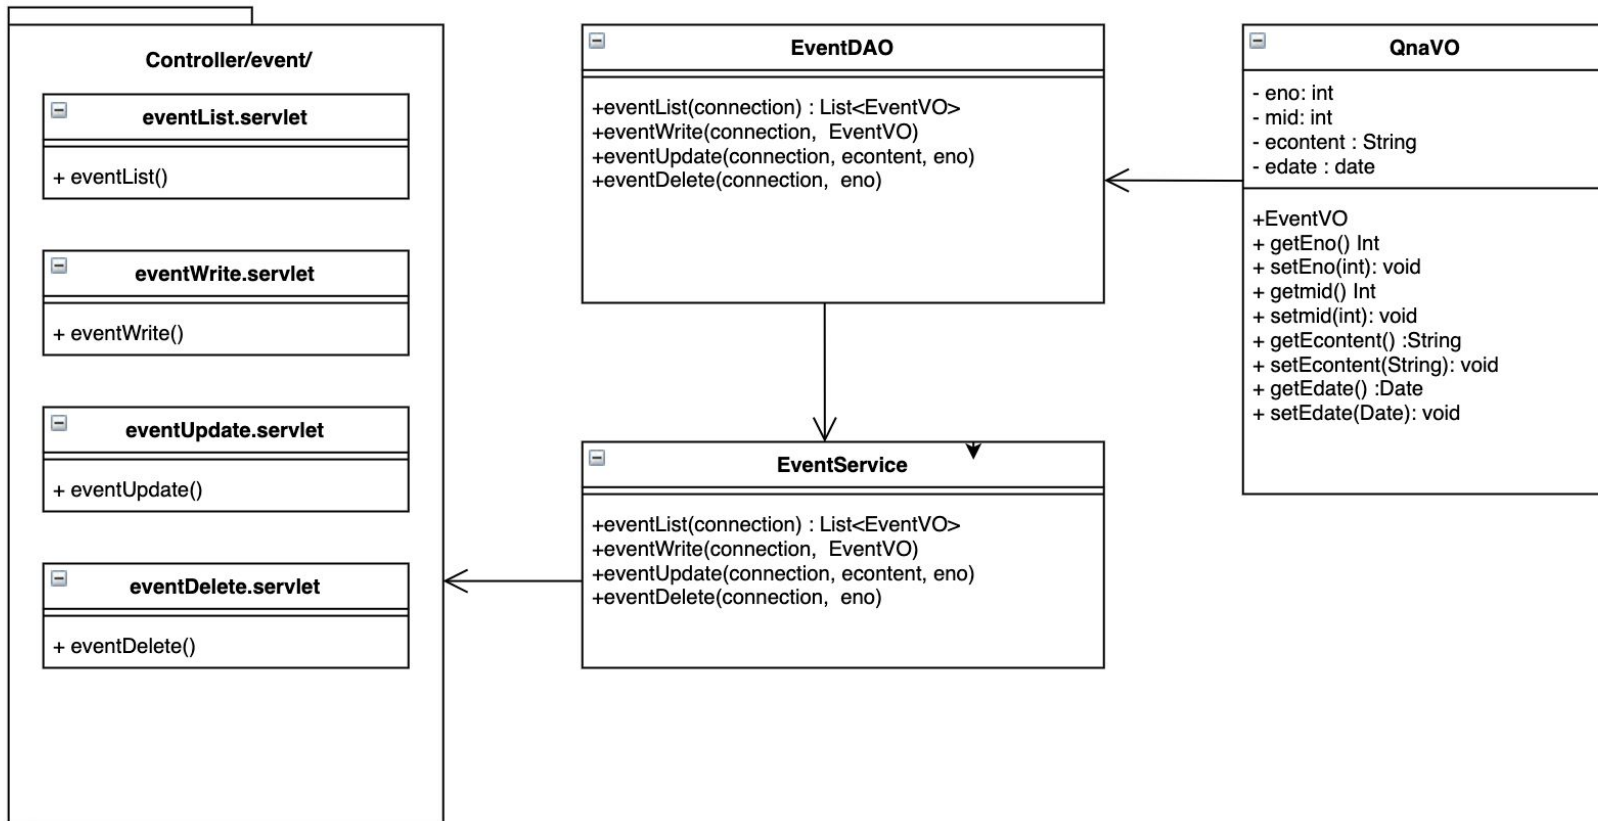 Controller/event/
eventList.servlet
+ eventList()
eventWrite.servlet
+ eventWrite()
eventUpdate.servlet
+ eventUpdate()
eventDelete.servlet
+ eventDelete()
EventDAO
+eventList(connection) : List<EventVO>
+eventWrite(connection,  EventVO)
+eventUpdate(connection, econtent, eno)
+eventDelete(connection,  eno)
EventService
+eventList(connection) : List<EventVO>
+eventWrite(connection,  EventVO)
+eventUpdate(connection, econtent, eno)
+eventDelete(connection,  eno)
QnaVO
- eno: int
- mid: int
- econtent : String
- edate : date
+EventVO
+ getEno() Int
+ setEno(int): void
+ getmid() Int
+ setmid(int): void
+ getEcontent() :String
+ setEcontent(String): void
+ getEdate() :Date
+ setEdate(Date): void